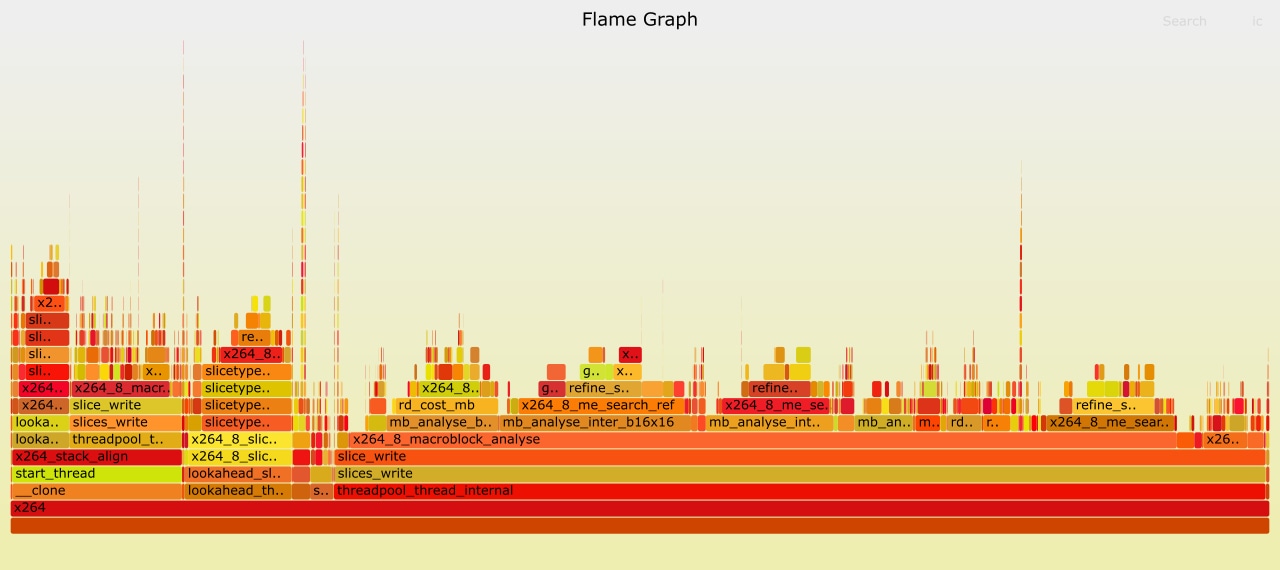 Flame Graph
Search ic
x2..
sli..
sli.. re..
sli.. x264_8.. x..
sli.. x.. slicetype.. g.. x..
x264.. x264_8_macr.. slicetype.. x264_8.. g.. refine_s.. refine..
x264.. slice_write slicetype.. rd_cost_mb x264_8_me_search_ref x264_8_me_se. refine_s..
looka.. slices_write slicetype.. mb_analyse_b.. mb_analyse_inter_b16x16 mb_analyse_int.. mb_an.. m.. rd.. r.. x264_8_me_sear..
looka.. threadpool_t.. x264_8_slic.. x264_8_macroblock_analyse x26..
x264_stack_align x264_8_slic.. slice_write
start_thread lookahead_sl.. slices_write
__clone lookahead_th.. s.. threadpool_thread_internal
x264